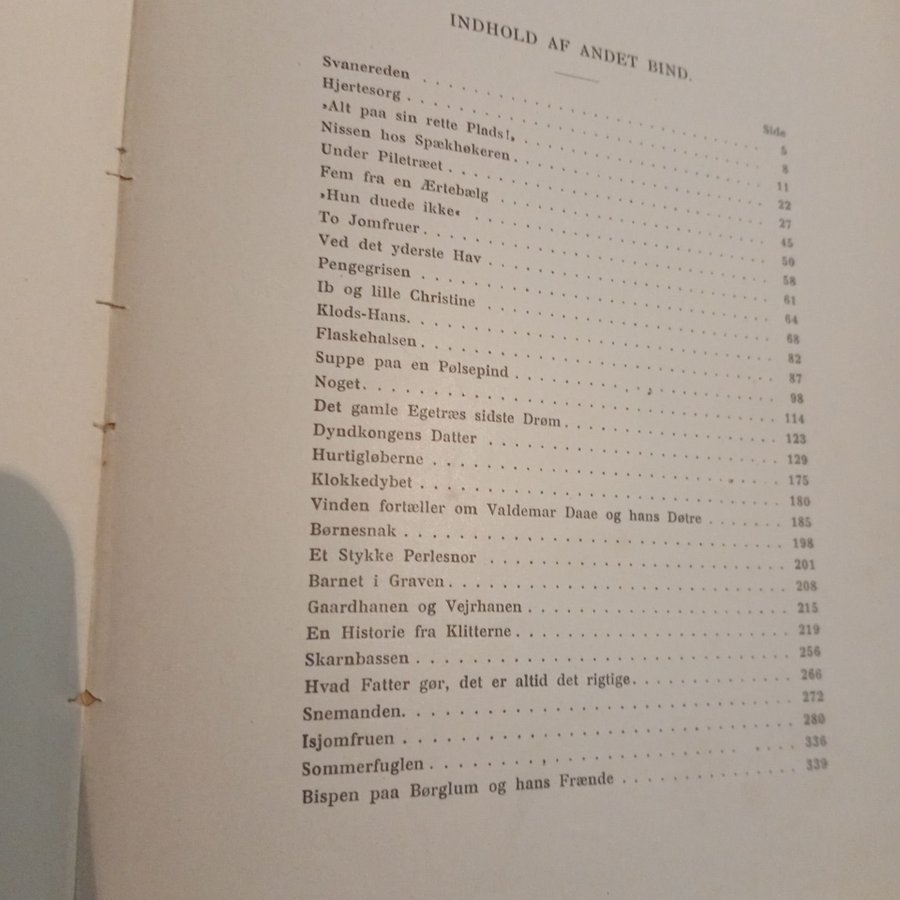 INDHOLD AF ANDET BIND.
Side
Svanereden . . . . . . . . . . 5
Hjertesorg . . . . . . . . . . 8
»Alt paa sin rette Plads!« . . . . . . . . . . 11
Nissen hos Spækhøkeren . . . . . . . . . . 22
Under Piletræet . . . . . . . . . . 27
Fem fra en Ærtebælg . . . . . . . . . . 45
»Hun duede ikke« . . . . . . . . . . 50
To Jomfruer . . . . . . . . . . 58
Ved det yderste Hav . . . . . . . . . . 61
Pengegrisen . . . . . . . . . . 64
Ib og lille Christine . . . . . . . . . . 68
Klods-Hans . . . . . . . . . . 82
Flaskehalsen . . . . . . . . . . 87
Suppe paa en Pølsepind . . . . . . . . . . 98
Noget . . . . . . . . . . 114
Det gamle Egetræs sidste Drøm . . . . . . . . . . 123
Dyndkongens Datter . . . . . . . . . . 129
Hurtigløberne . . . . . . . . . . 175
Klokkedybet . . . . . . . . . . 180
Vinden fortæller om Valdemar Daae og hans Døtre . . . . . . 185
Børnesnak . . . . . . . . . . 198
Et Stykke Perlesnor . . . . . . . . . . 201
Barnet i Graven . . . . . . . . . . 208
Gaardhanen og Vejrhanen . . . . . . . . . . 215
En Historie fra Klitterne . . . . . . . . . . 219
Skarnbassen . . . . . . . . . . 256
Hvad Fatter gør, det er altid det rigtige . . . . . . . . . . 266
Snemanden . . . . . . . . . . 272
Isjomfruen . . . . . . . . . . 280
Sommerfuglen . . . . . . . . . . 336
Bispen paa Børglum og hans Frænde . . . . . . . . . . 339